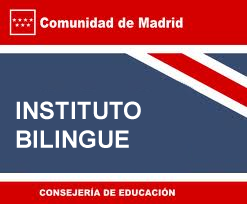 Comunidad de Madrid
INSTITUTO
BILINGUE
CONSEJERÍA DE EDUCACIÓN